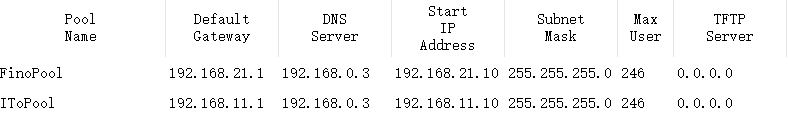 Pool Name	Default Gateway	DNS Server	Start IP Address	Subnet Mask	Max User	TFTP Server
FinoPool	192.168.21.1	192.168.0.3	192.168.21.10	255.255.255.0	246	0.0.0.0
IToPool	192.168.11.1	192.168.0.3	192.168.11.10	255.255.255.0	246	0.0.0.0